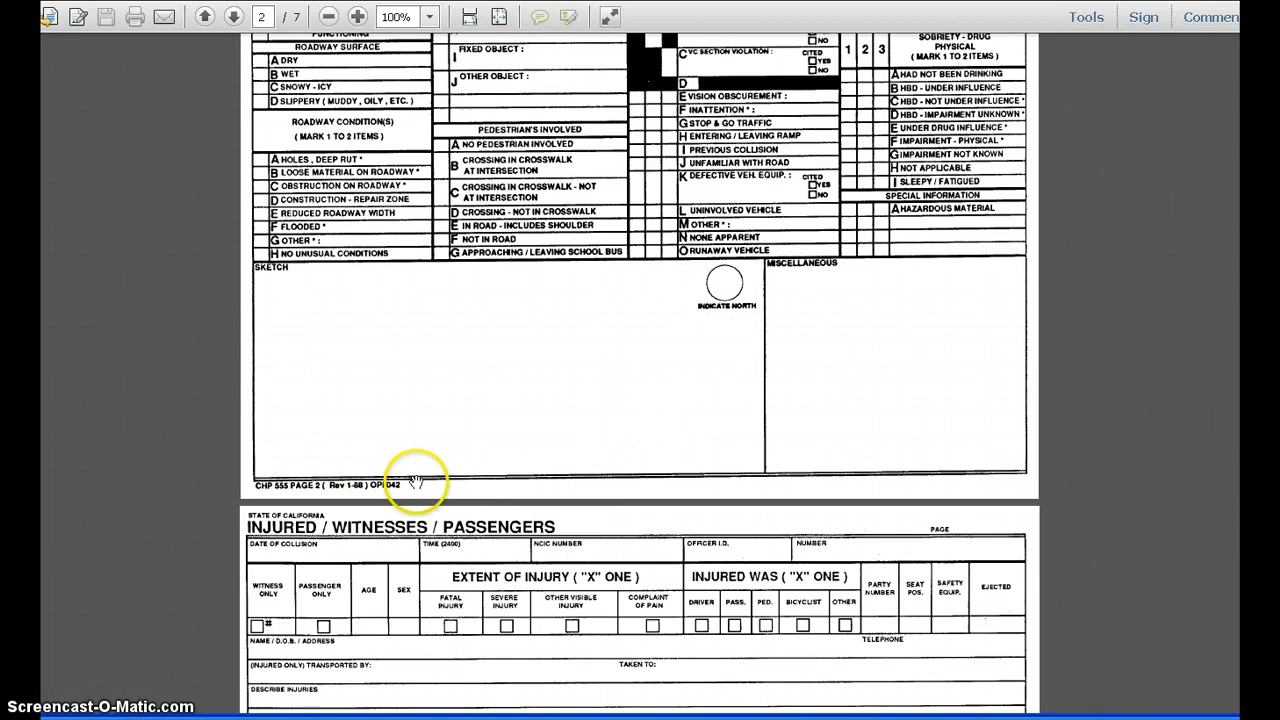 2 / 7 100% Tools Sign Commen
FUNCTIONING
ROADWAY SURFACE
A DRY
B WET
C SNOWY - ICY
D SLIPPERY ( MUDDY , OILY , ETC. )
ROADWAY CONDITION(S)
( MARK 1 TO 2 ITEMS )
A HOLES , DEEP RUT *
B LOOSE MATERIAL ON ROADWAY *
C OBSTRUCTION ON ROADWAY *
D CONSTRUCTION - REPAIR ZONE
E REDUCED ROADWAY WIDTH
F FLOODED *
G OTHER * :
H NO UNUSUAL CONDITIONS
I FIXED OBJECT :
J OTHER OBJECT :
PEDESTRIAN'S INVOLVED
A NO PEDESTRIAN INVOLVED
B CROSSING IN CROSSWALK
AT INTERSECTION
C CROSSING IN CROSSWALK - NOT
AT INTERSECTION
D CROSSING - NOT IN CROSSWALK
E IN ROAD - INCLUDES SHOULDER
F NOT IN ROAD
G APPROACHING / LEAVING SCHOOL BUS
NO
C VC SECTION VIOLATION : CITED
YES
NO
D
E VISION OBSCUREMENT :
F INATTENTION * :
G STOP & GO TRAFFIC
H ENTERING / LEAVING RAMP
I PREVIOUS COLLISION
J UNFAMILIAR WITH ROAD
K DEFECTIVE VEH. EQUIP. : CITED
YES
NO
L UNINVOLVED VEHICLE
M OTHER * :
N NONE APPARENT
O RUNAWAY VEHICLE
1 2 3
SOBRIETY - DRUG
PHYSICAL
( MARK 1 TO 2 ITEMS )
A HAD NOT BEEN DRINKING
B HBD - UNDER INFLUENCE
C HBD - NOT UNDER INFLUENCE *
D HBD - IMPAIRMENT UNKNOWN *
E UNDER DRUG INFLUENCE *
F IMPAIRMENT - PHYSICAL *
G IMPAIRMENT NOT KNOWN
H NOT APPLICABLE
I SLEEPY / FATIGUED
SPECIAL INFORMATION
A HAZARDOUS MATERIAL
SKETCH
INDICATE NORTH
MISCELLANEOUS
CHP 555 PAGE 2 ( Rev 1-88 ) OPI 042
STATE OF CALIFORNIA
INJURED / WITNESSES / PASSENGERS
PAGE
DATE OF COLLISION TIME (2400) NCIC NUMBER OFFICER I.D. NUMBER
WITNESS ONLY PASSENGER ONLY AGE SEX EXTENT OF INJURY ( "X" ONE ) INJURED WAS ( "X" ONE ) PARTY NUMBER SEAT POS. SAFETY EQUIP. EJECTED
FATAL INJURY SEVERE INJURY OTHER VISIBLE INJURY COMPLAINT OF PAIN DRIVER PASS. PED. BICYCLIST OTHER
#
NAME / D.O.B. / ADDRESS TELEPHONE
(INJURED ONLY) TRANSPORTED BY: TAKEN TO:
DESCRIBE INJURIES
Screencast-O-Matic.com